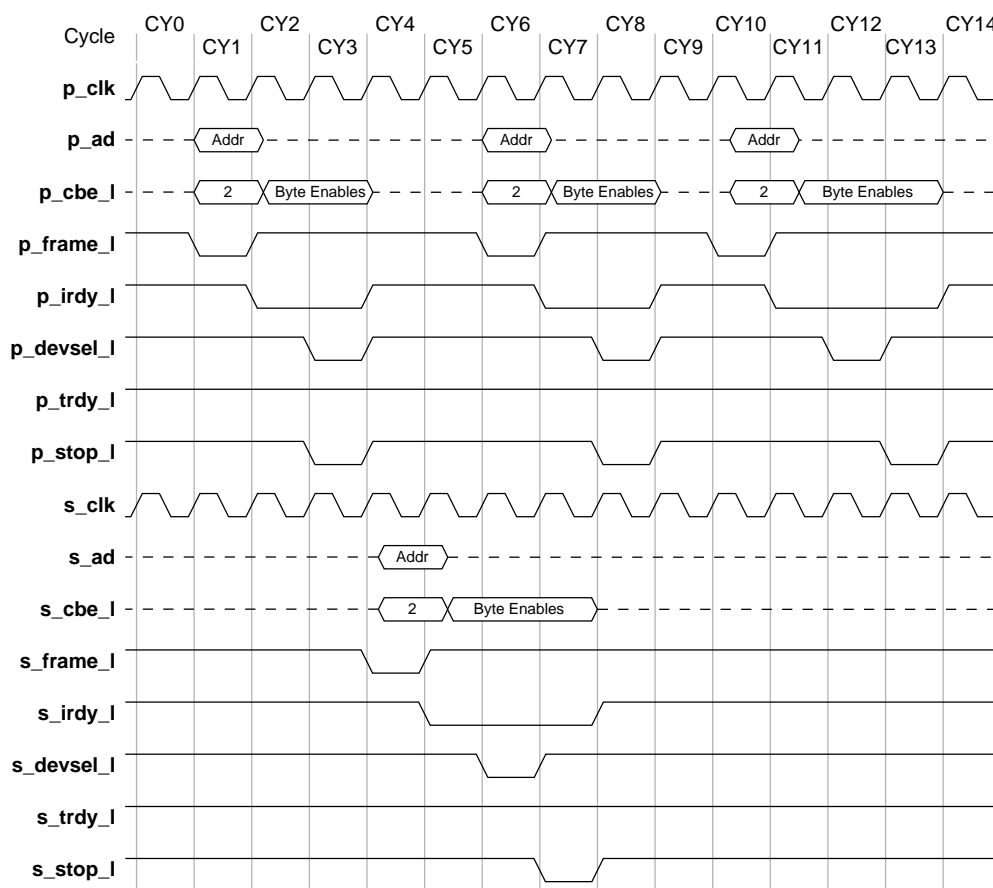 Cycle CY0 CY2 CY4 CY6 CY8 CY10 CY12 CY14
CY1 CY3 CY5 CY7 CY9 CY11 CY13
p_clk
p_ad Addr Addr Addr
p_cbe_l 2 Byte Enables 2 Byte Enables 2 Byte Enables
p_frame_l
p_irdy_l
p_devsel_l
p_trdy_l
p_stop_l
s_clk
s_ad Addr
s_cbe_l 2 Byte Enables
s_frame_l
s_irdy_l
s_devsel_l
s_trdy_l
s_stop_l